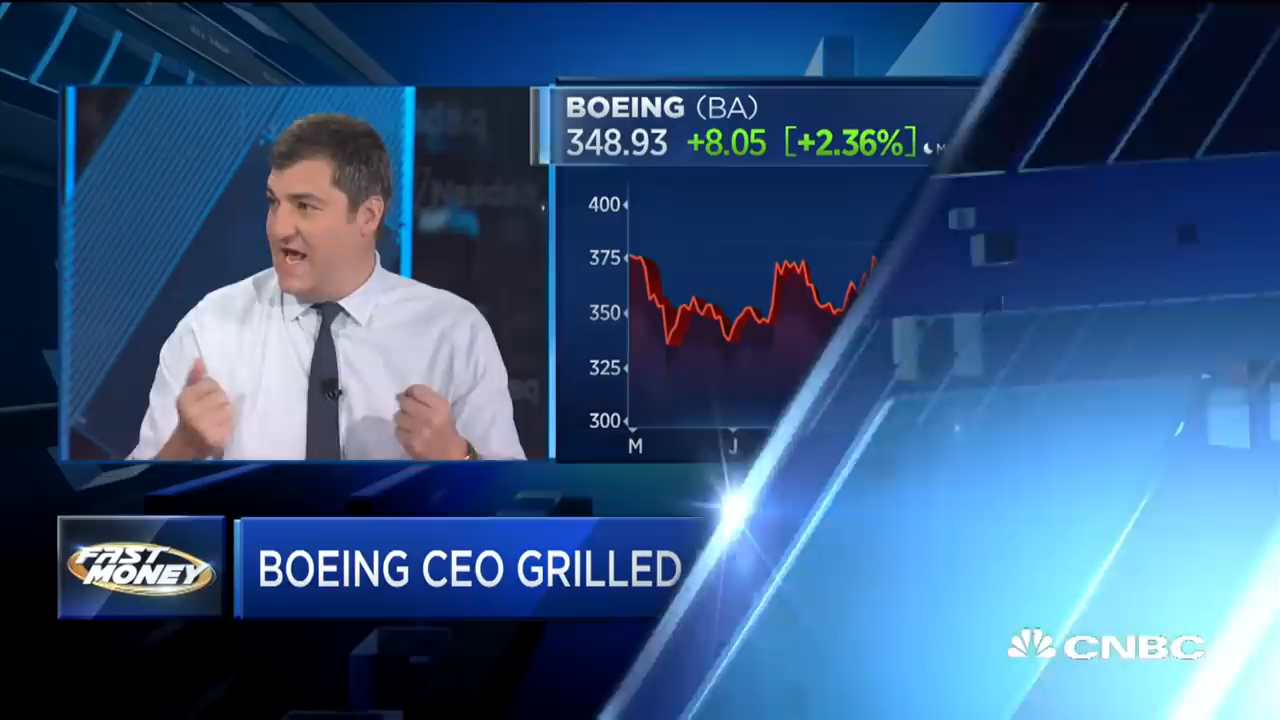 BOEING (BA)
348.93 +8.05 [+2.36%]
400
375
350
325
300
M J
Nasdaq
FAST
MONEY
BOEING CEO GRILLED
CNBC